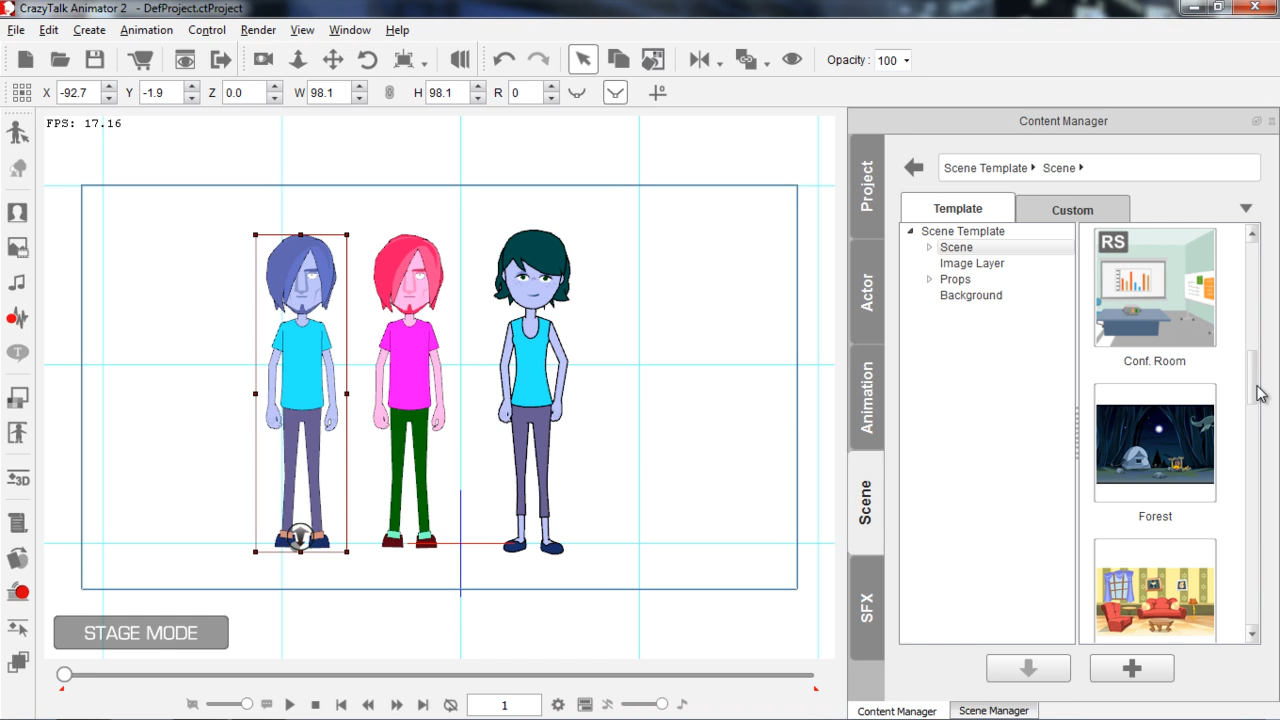 CrazyTalk Animator 2 - DefProject.ctProject
File Edit Create Animation Control Render View Window Help
Opacity : 100
X -92.7 Y -1.9 Z 0.0 W 98.1 H 98.1 R 0
FPS: 17.16
Content Manager
Scene Template Scene
Template Custom
Project
Actor
Animation
Scene
SFX
Scene Template
Scene
Image Layer
Props
Background
RS
Conf. Room
Forest
3D
STAGE MODE
1
Content Manager Scene Manager